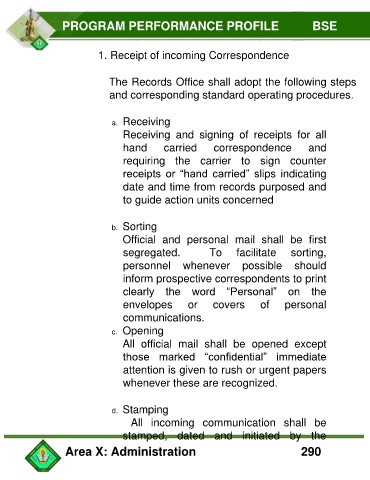 PROGRAM PERFORMANCE PROFILE BSE
1. Receipt of incoming Correspondence
The Records Office shall adopt the following steps
and corresponding standard operating procedures.
a. Receiving
Receiving and signing of receipts for all
hand carried correspondence and
requiring the carrier to sign counter
receipts or “hand carried” slips indicating
date and time from records purposed and
to guide action units concerned
b. Sorting
Official and personal mail shall be first
segregated. To facilitate sorting,
personnel whenever possible should
inform prospective correspondents to print
clearly the word “Personal” on the
envelopes or covers of personal
communications.
c. Opening
All official mail shall be opened except
those marked “confidential” immediate
attention is given to rush or urgent papers
whenever these are recognized.
d. Stamping
All incoming communication shall be
stamped, dated and initiated by the
Area X: Administration 290